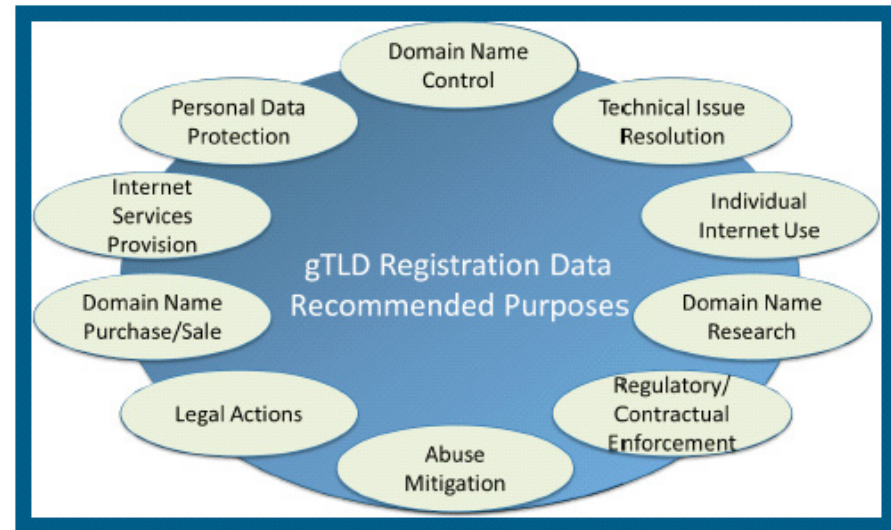 Domain Name
Control
Personal Data
Protection
Technical Issue
Resolution
Internet
Services
Provision
Individual
Internet Use
gTLD Registration Data
Recommended Purposes
Domain Name
Purchase/Sale
Domain Name
Research
Legal Actions
Regulatory/
Contractual
Enforcement
Abuse
Mitigation